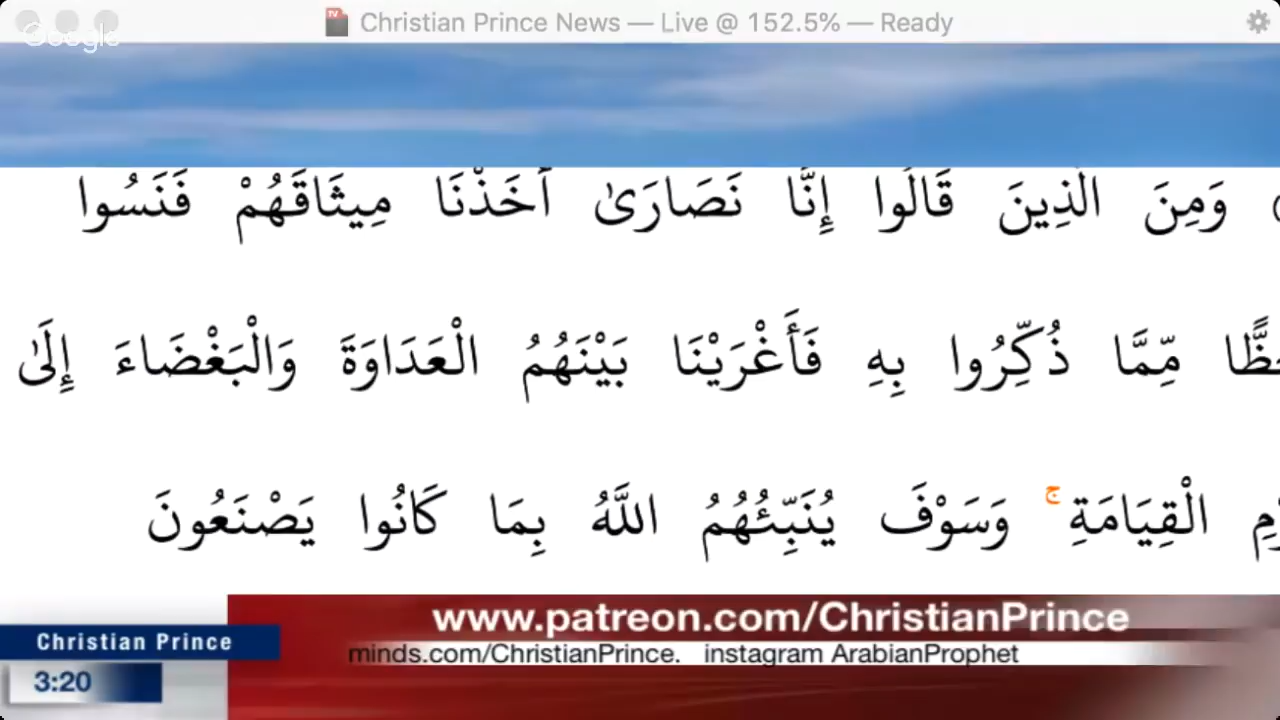 Christian Prince News — Live @ 152.5% — Ready
Google
وَمِنَ الَّذِينَ قَالُوا إِنَّا نَصَارَىٰ أَخَذْنَا مِيثَاقَهُمْ فَنَسُوا
حَظًّا مِّمَّا ذُكِّرُوا بِهِ فَأَغْرَيْنَا بَيْنَهُمُ الْعَدَاوَةَ وَالْبَغْضَاءَ إِلَىٰ
الْقِيَامَةِ ۚ وَسَوْفَ يُنَبِّئُهُمُ اللَّهُ بِمَا كَانُوا يَصْنَعُونَ
www.patreon.com/ChristianPrince
Christian Prince
minds.com/ChristianPrince. instagram ArabianProphet
3:20